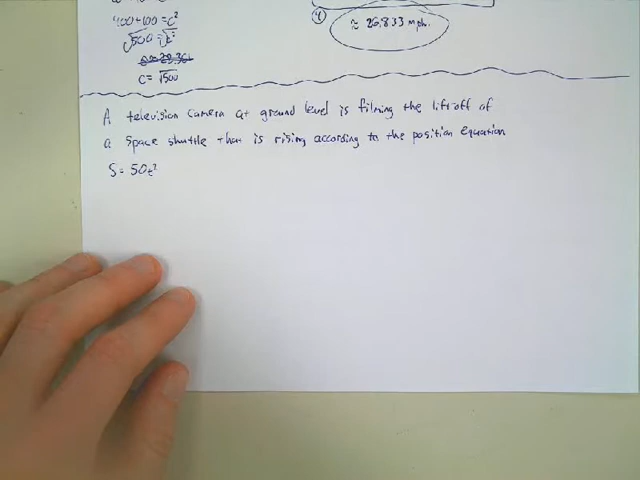 400+100=c²
√500=√c²
c=√500
④
≈ 26.833 mph.
A television camera at ground level is filming the liftoff of
a space shuttle that is rising according to the position equation
S=50t²